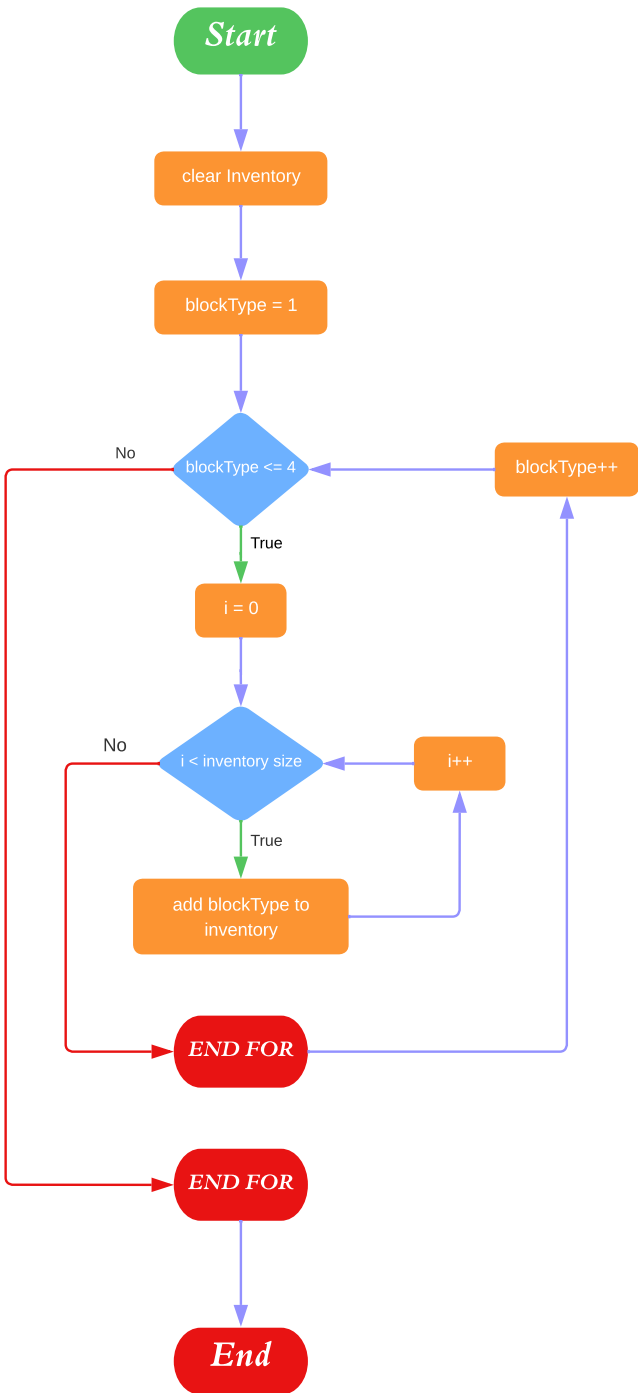 Start
clear Inventory
blockType = 1
No
blockType <= 4
blockType++
True
i = 0
No
i < inventory size
i++
True
add blockType to
inventory
END FOR
END FOR
End